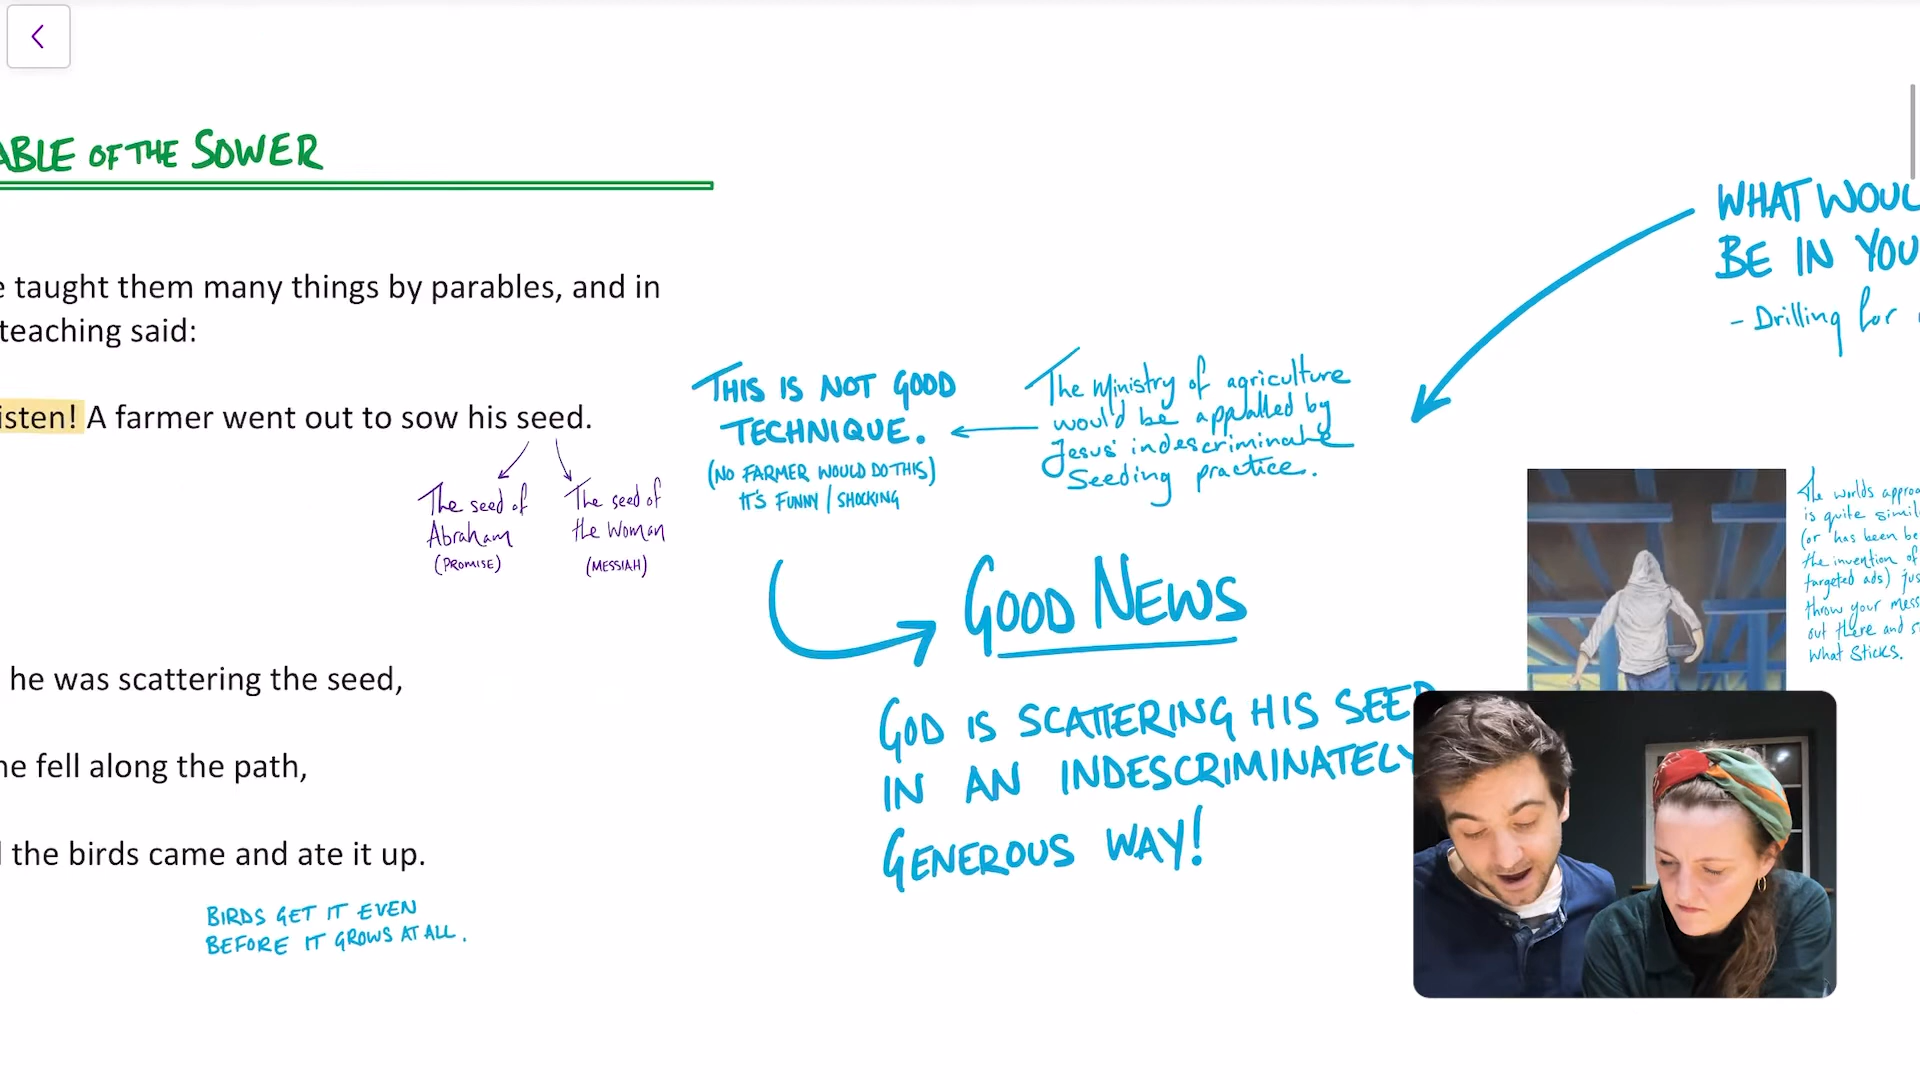 ABLE OF THE SOWER
e taught them many things by parables, and in
teaching said:
isten! A farmer went out to sow his seed.
The seed of
Abraham
(PROMISE)
The seed of
the Woman
(MESSIAH)
he was scattering the seed,
ne fell along the path,
d the birds came and ate it up.
BIRDS GET IT EVEN
BEFORE IT GROWS AT ALL.
THIS IS NOT GOOD
TECHNIQUE.
(NO FARMER WOULD DO THIS)
IT'S FUNNY / SHOCKING
The Ministry of agriculture
would be appalled by
Jesus' indescriminate
Seeding practice.
GOOD NEWS
GOD IS SCATTERING HIS SEED
IN AN INDESCRIMINATELY
GENEROUS WAY!
WHAT WOUL
BE IN YOU
- Drilling for
The worlds approa
is quite simil
(or has been be
the invention of
targeted ads) jus
throw your mess
out there and s
what sticks.